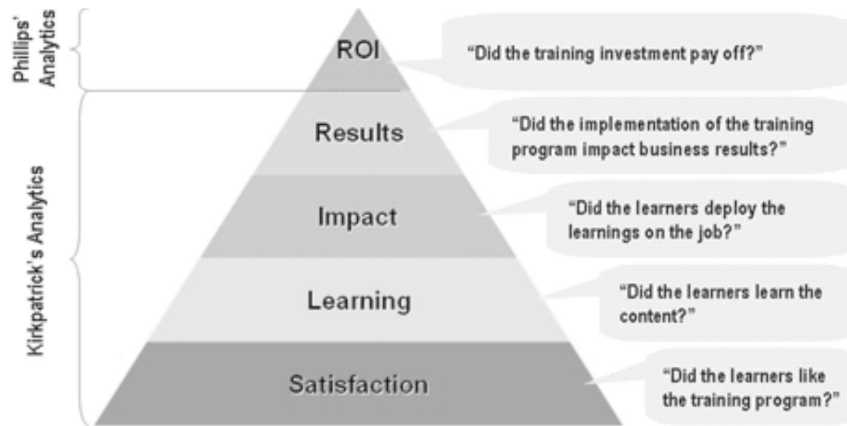 Phillips'
Analytics
ROI
“Did the training investment pay off?”
Results
“Did the implementation of the training
program impact business results?”
Kirkpatrick's Analytics
Impact
“Did the learners deploy the
learnings on the job?”
Learning
“Did the learners learn the
content?”
Satisfaction
“Did the learners like
the training program?”